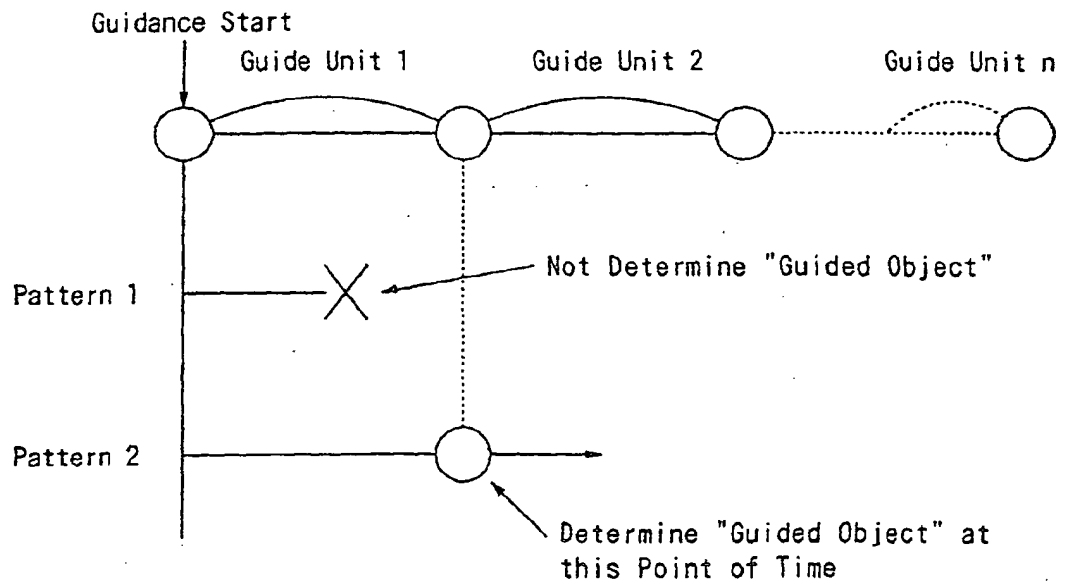 Guidance Start
Guide Unit 1
Guide Unit 2
Guide Unit n
Not Determine "Guided Object"
Pattern 1
Pattern 2
Determine "Guided Object" at
this Point of Time